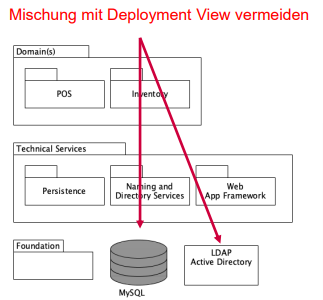 Mischung mit Deployment View vermeiden
Domain(s)
POS
Inventory
Technical Services
Persistence
Naming and
Directory Services
Web
App Framework
Foundation
MySQL
LDAP
Active Directory